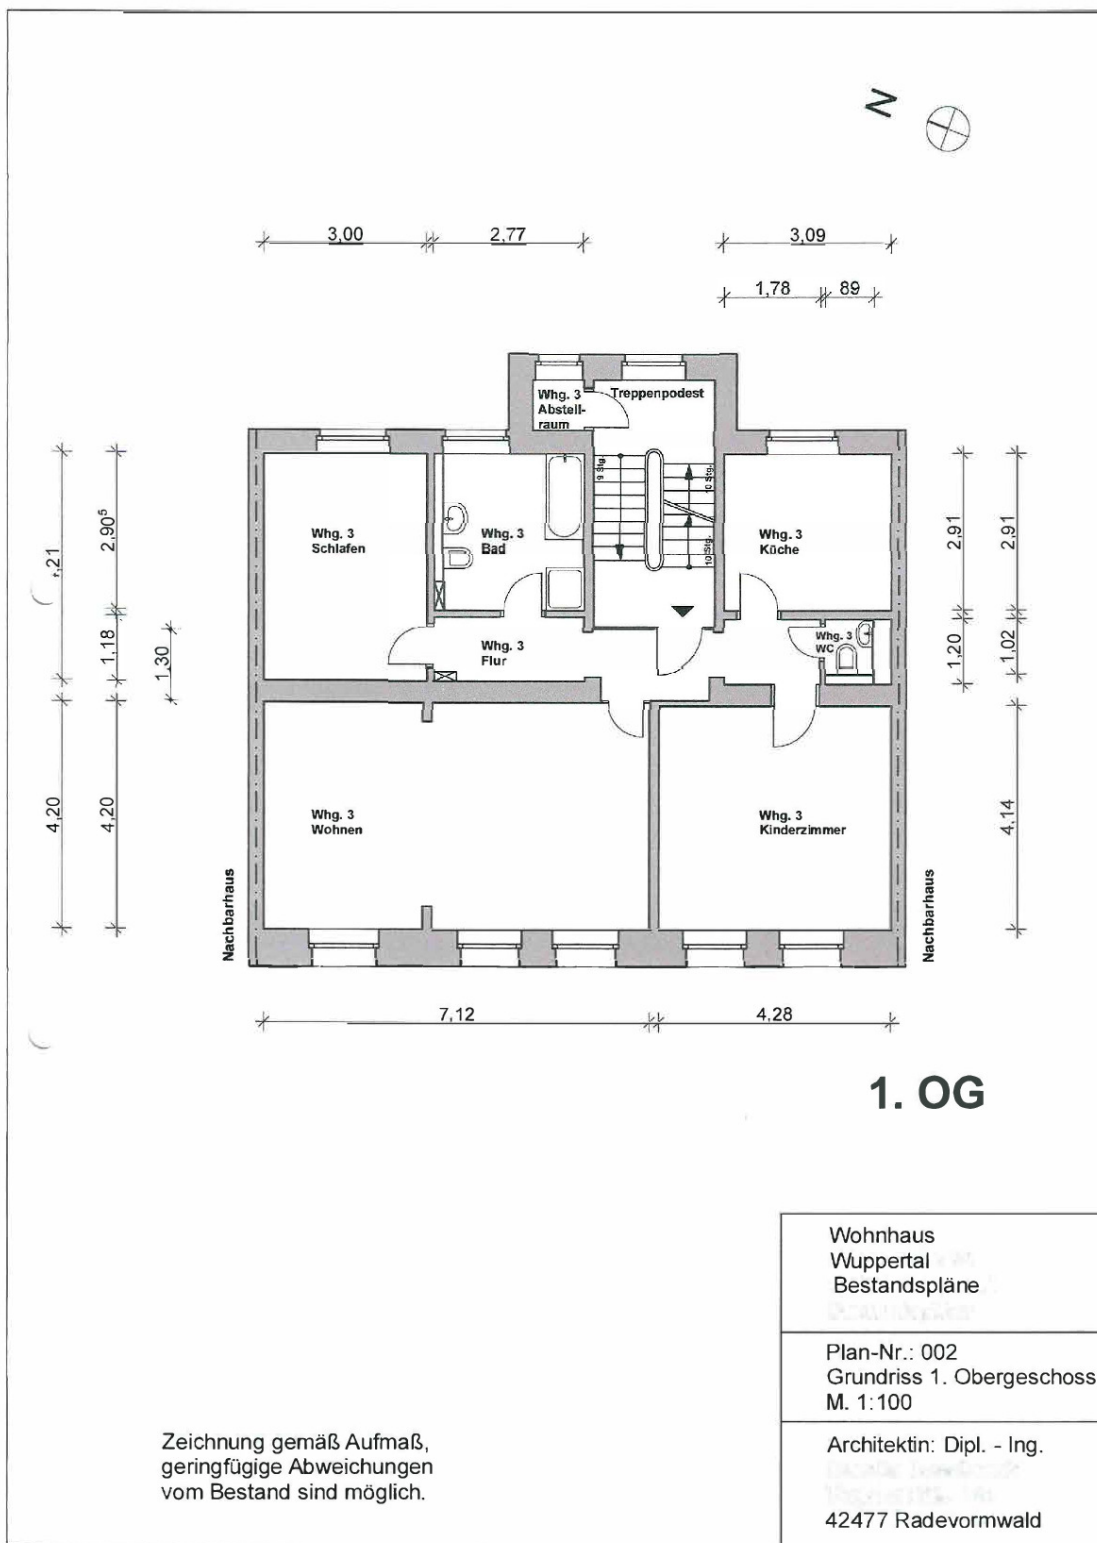 N
3,00
2,77
3,09
1,78
89
Whg. 3
Abstell-
raum
Treppenpodest
9 Stg.
10 Stg.
10 Stg.
Whg. 3
Schlafen
Whg. 3
Bad
Whg. 3
Küche
Whg. 3
Flur
Whg. 3
WC
Whg. 3
Wohnen
Whg. 3
Kinderzimmer
,21
2,90⁵
1,18
1,30
4,20
4,20
2,91
2,91
1,20
1,02
4,14
Nachbarhaus
Nachbarhaus
7,12
4,28
1. OG
Wohnhaus
Wuppertal
Bestandspläne
Plan-Nr.: 002
Grundriss 1. Obergeschoss
M. 1:100
Architektin: Dipl. - Ing.
42477 Radevormwald
Zeichnung gemäß Aufmaß,
geringfügige Abweichungen
vom Bestand sind möglich.